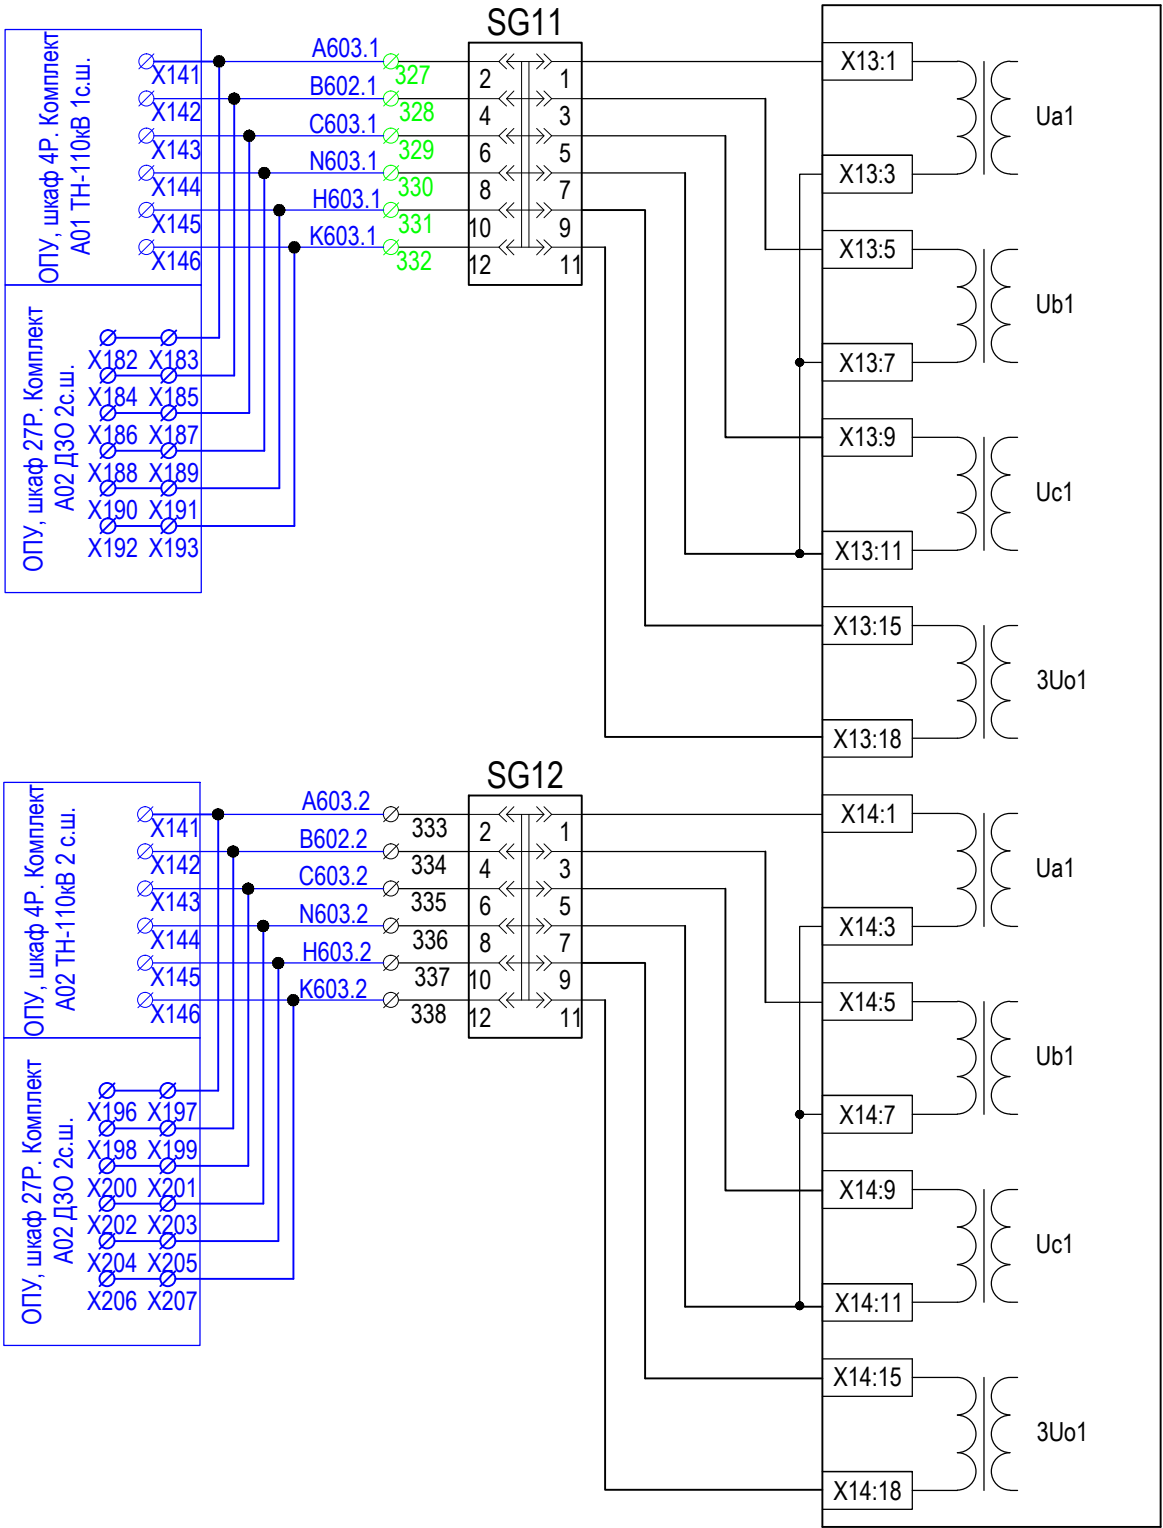 SG11
ОПУ, шкаф 4Р. Комплект
А01 ТН-110кВ 1с.ш.
X141
X142
X143
X144
X145
X146
A603.1
B602.1
C603.1
N603.1
H603.1
K603.1
327
328
329
330
331
332
2 1
4 3
6 5
8 7
10 9
12 11
ОПУ, шкаф 27Р. Комплект
А02 ДЗО 2с.ш.
X182 X183
X184 X185
X186 X187
X188 X189
X190 X191
X192 X193
X13:1
X13:3
Ua1
X13:5
X13:7
Ub1
X13:9
X13:11
Uc1
X13:15
X13:18
3Uo1
SG12
ОПУ, шкаф 4Р. Комплект
А02 ТН-110кВ 2 с.ш.
X141
X142
X143
X144
X145
X146
A603.2
B602.2
C603.2
N603.2
H603.2
K603.2
333
334
335
336
337
338
2 1
4 3
6 5
8 7
10 9
12 11
ОПУ, шкаф 27Р. Комплект
А02 ДЗО 2с.ш.
X196 X197
X198 X199
X200 X201
X202 X203
X204 X205
X206 X207
X14:1
X14:3
Ua1
X14:5
X14:7
Ub1
X14:9
X14:11
Uc1
X14:15
X14:18
3Uo1